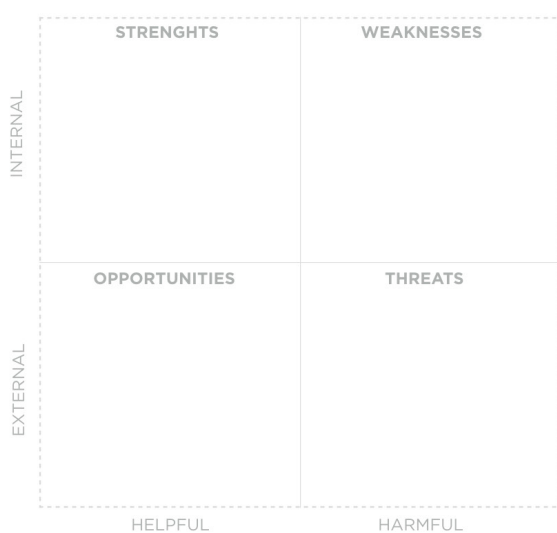 STRENGHTS
WEAKNESSES
INTERNAL
OPPORTUNITIES
THREATS
EXTERNAL
HELPFUL
HARMFUL